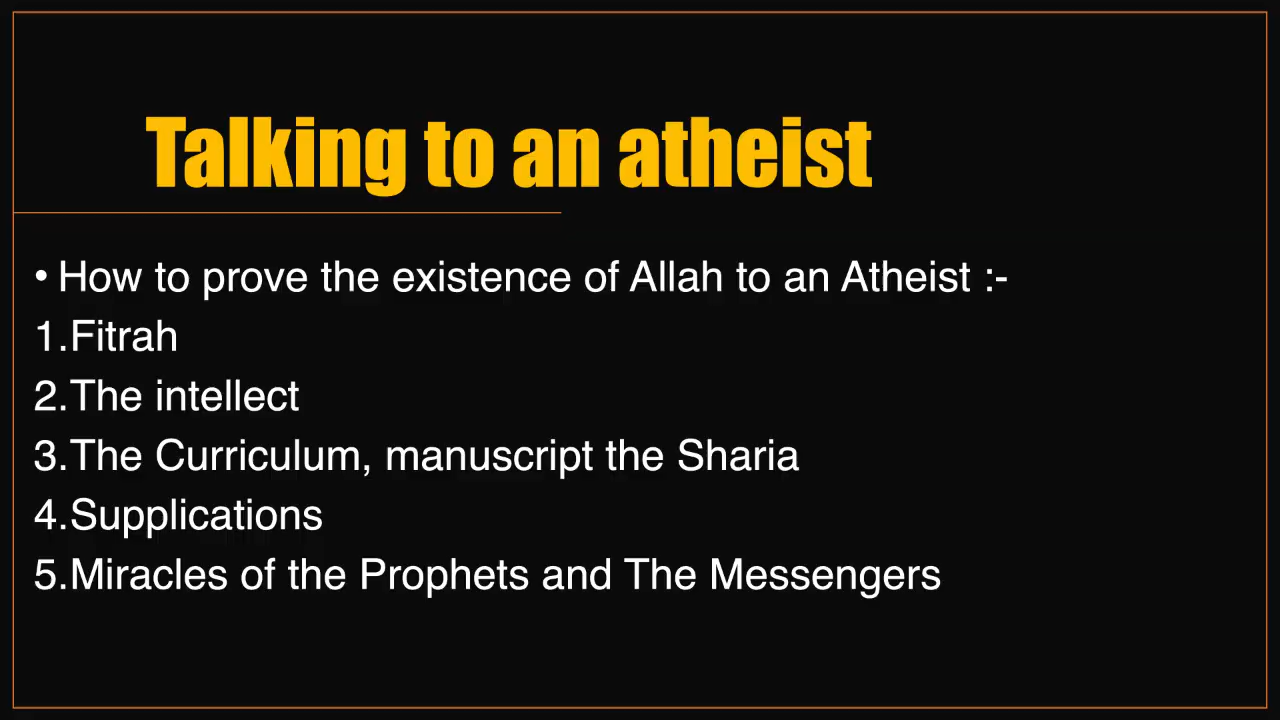 Talking to an atheist
• How to prove the existence of Allah to an Atheist :-
1.Fitrah
2.The intellect
3.The Curriculum, manuscript the Sharia
4.Supplications
5.Miracles of the Prophets and The Messengers